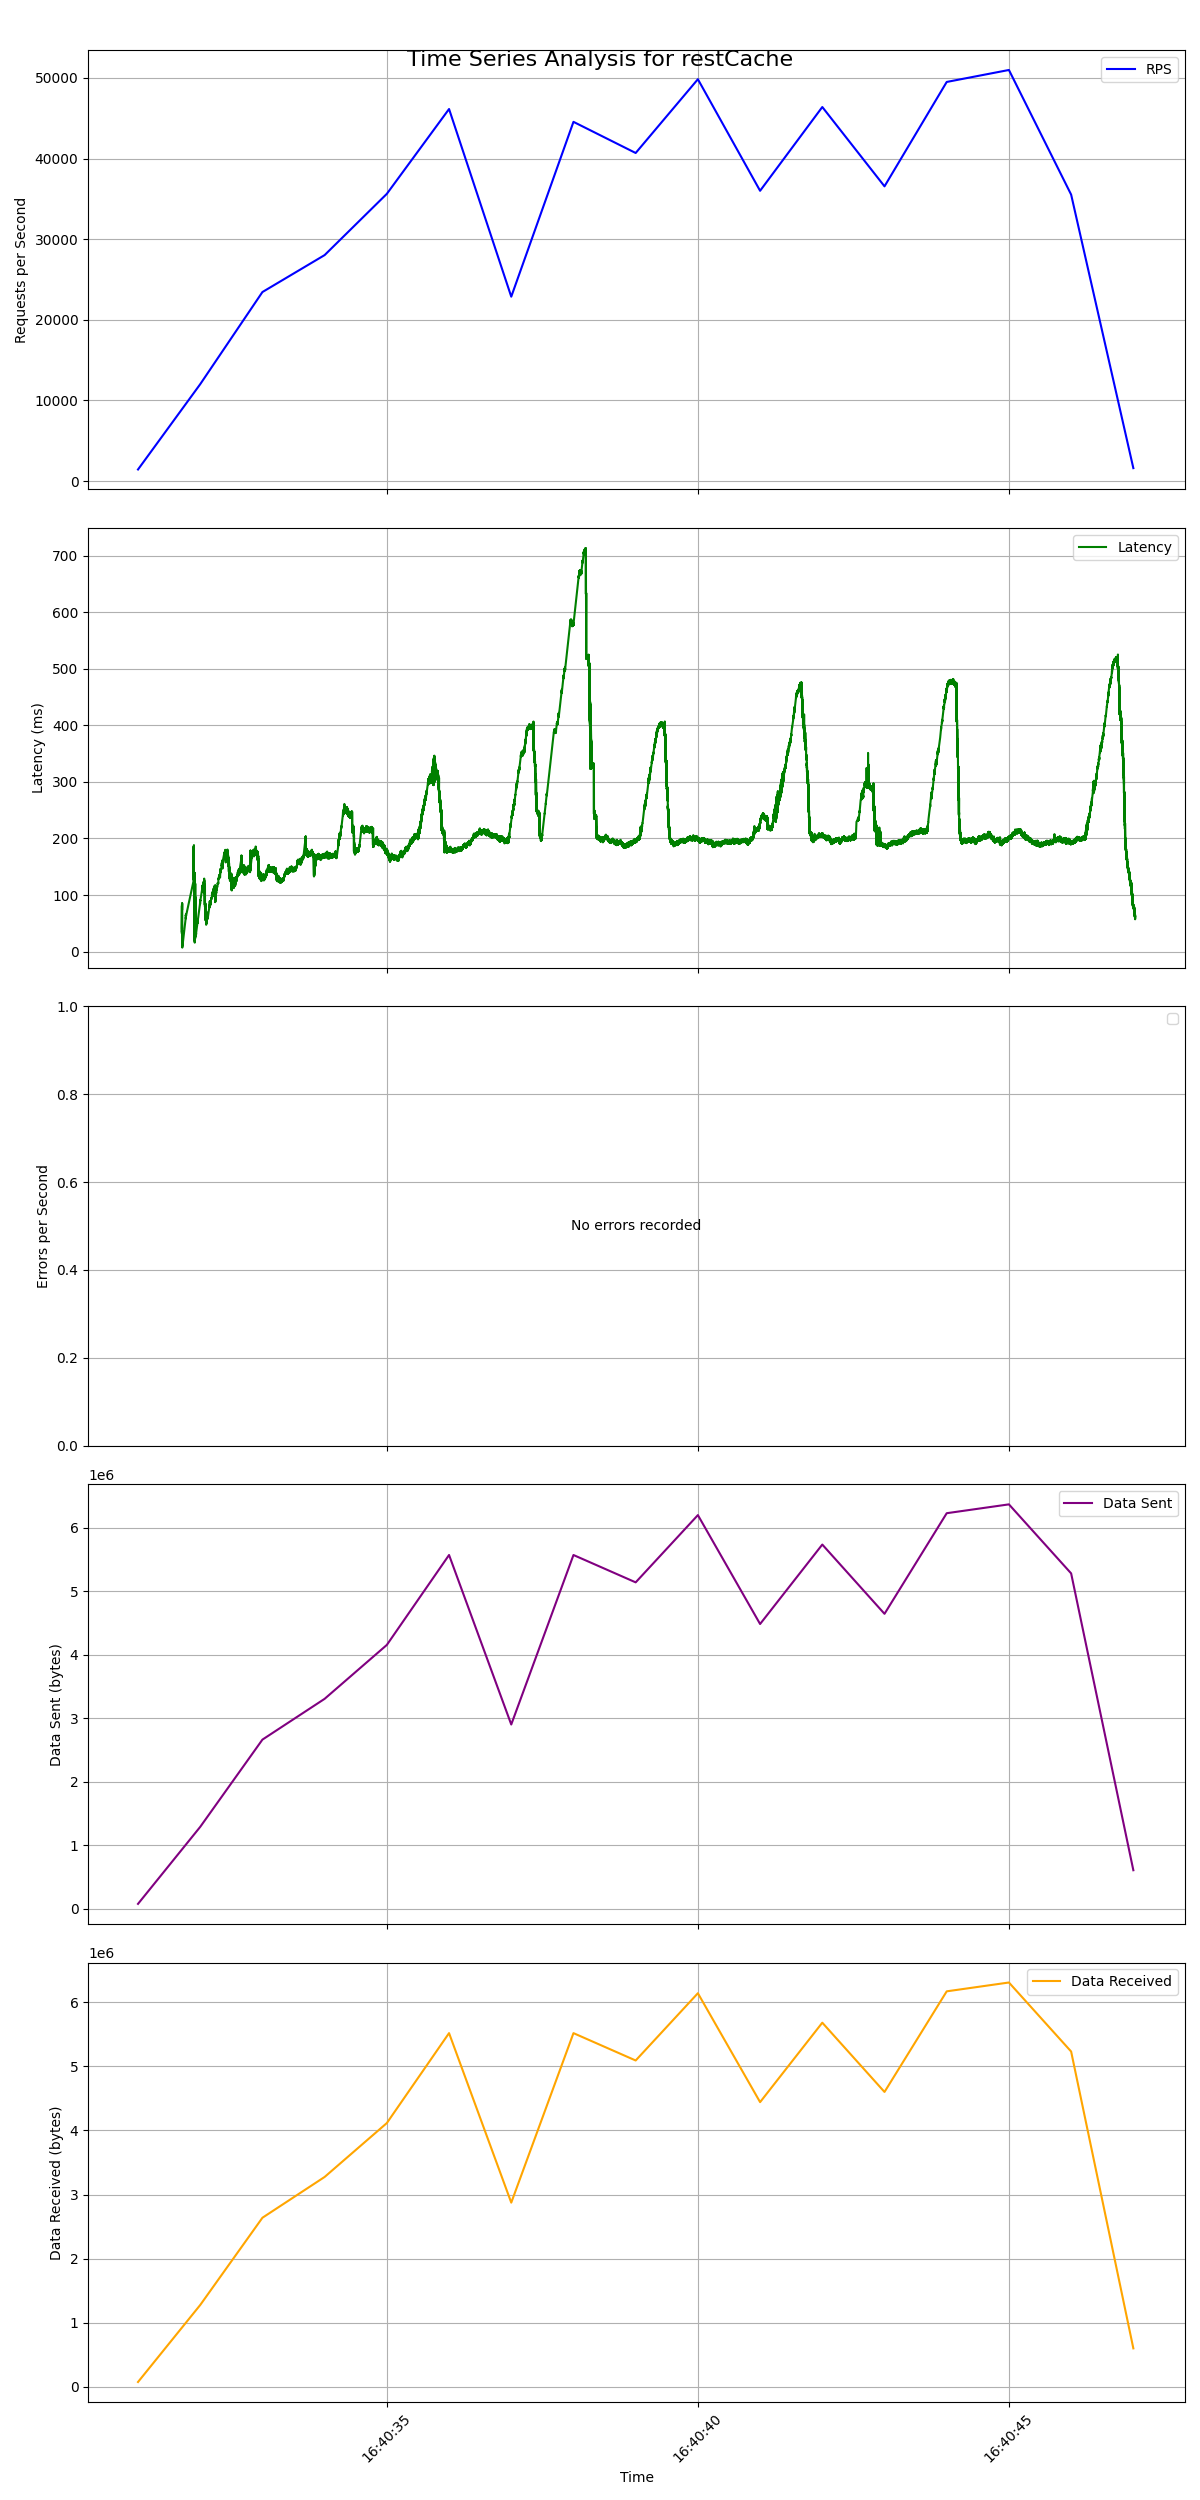 Time Series Analysis for restCache
RPS
50000
40000
30000
20000
10000
0
Requests per Second
Latency
700
600
500
400
300
200
100
0
Latency (ms)
1.0
0.8
0.6
0.4
0.2
0.0
Errors per Second
No errors recorded
1e6
Data Sent
6
5
4
3
2
1
0
Data Sent (bytes)
1e6
Data Received
6
5
4
3
2
1
0
Data Received (bytes)
16:40:35
16:40:40
16:40:45
Time